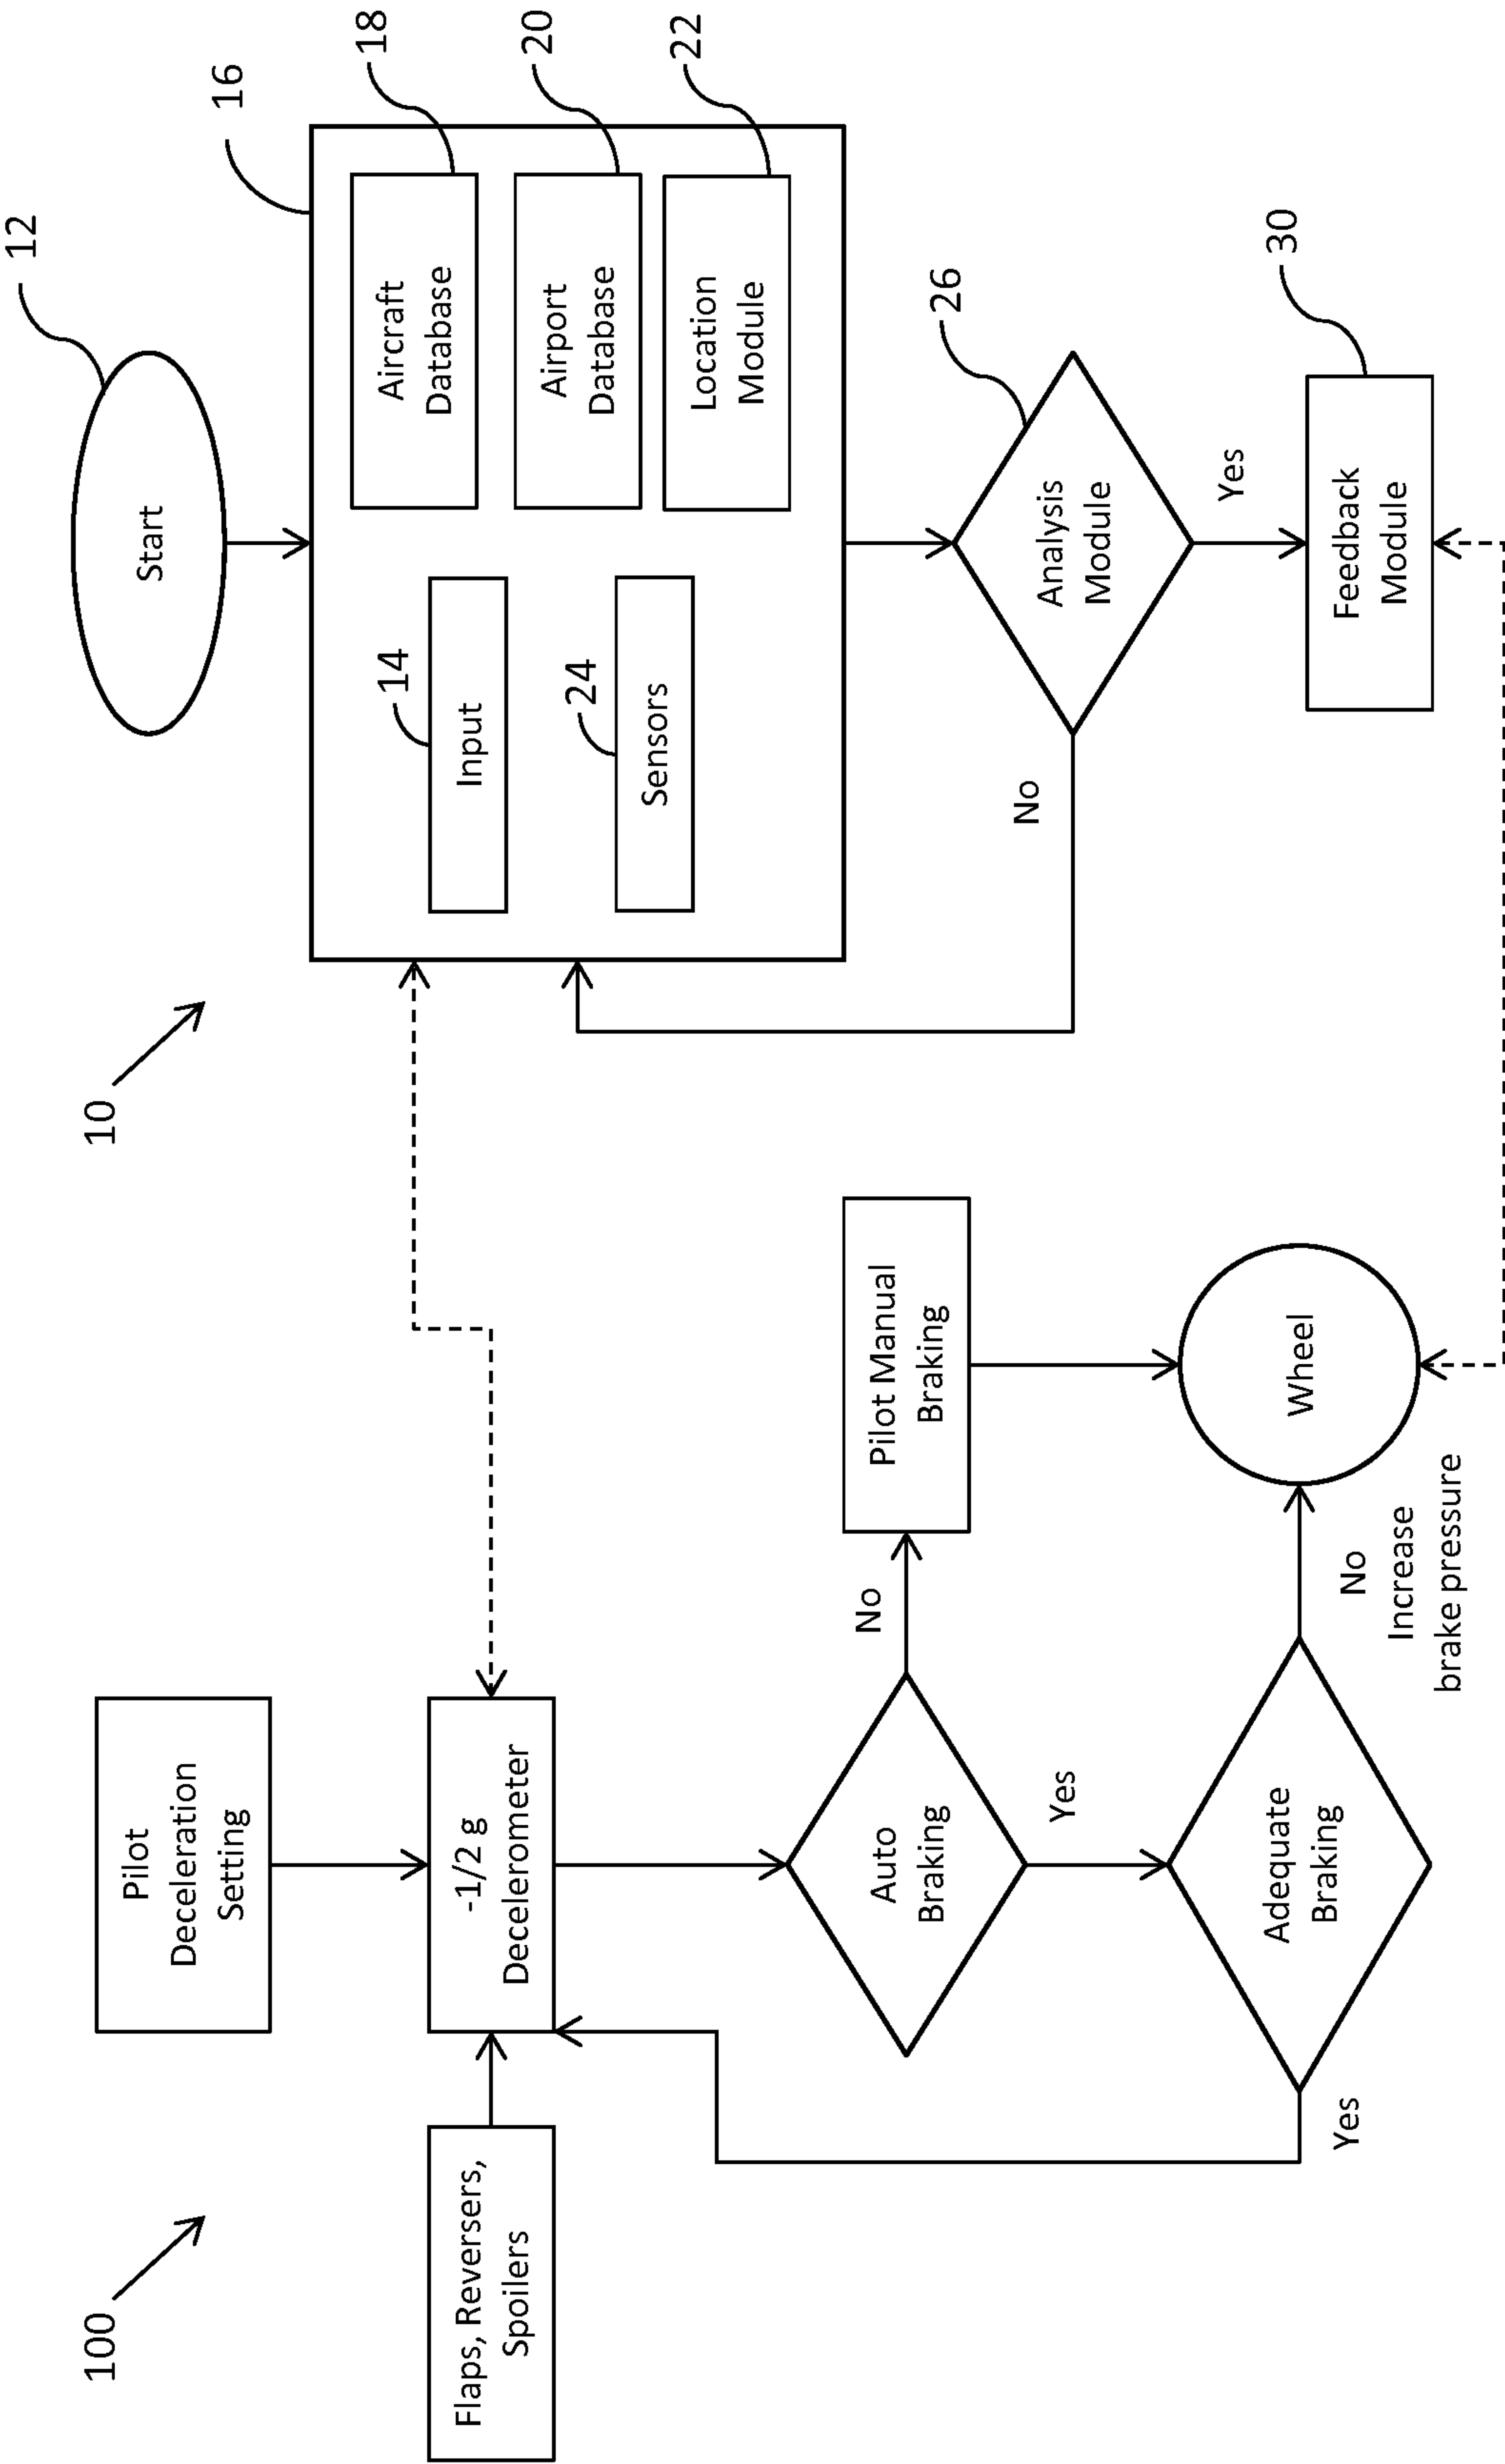 100
10
12
Pilot
Deceleration
Setting
Start
16
Flaps, Reversers,
Spoilers
-1/2 g
Decelerometer
14
Input
Aircraft
Database
18
24
Sensors
Airport
Database
20
Location
Module
22
Auto
Braking
No
Pilot Manual
Braking
Yes
No
Analysis
Module
26
Yes
Adequate
Braking
Yes
No
Increase
brake pressure
Wheel
Feedback
Module
30